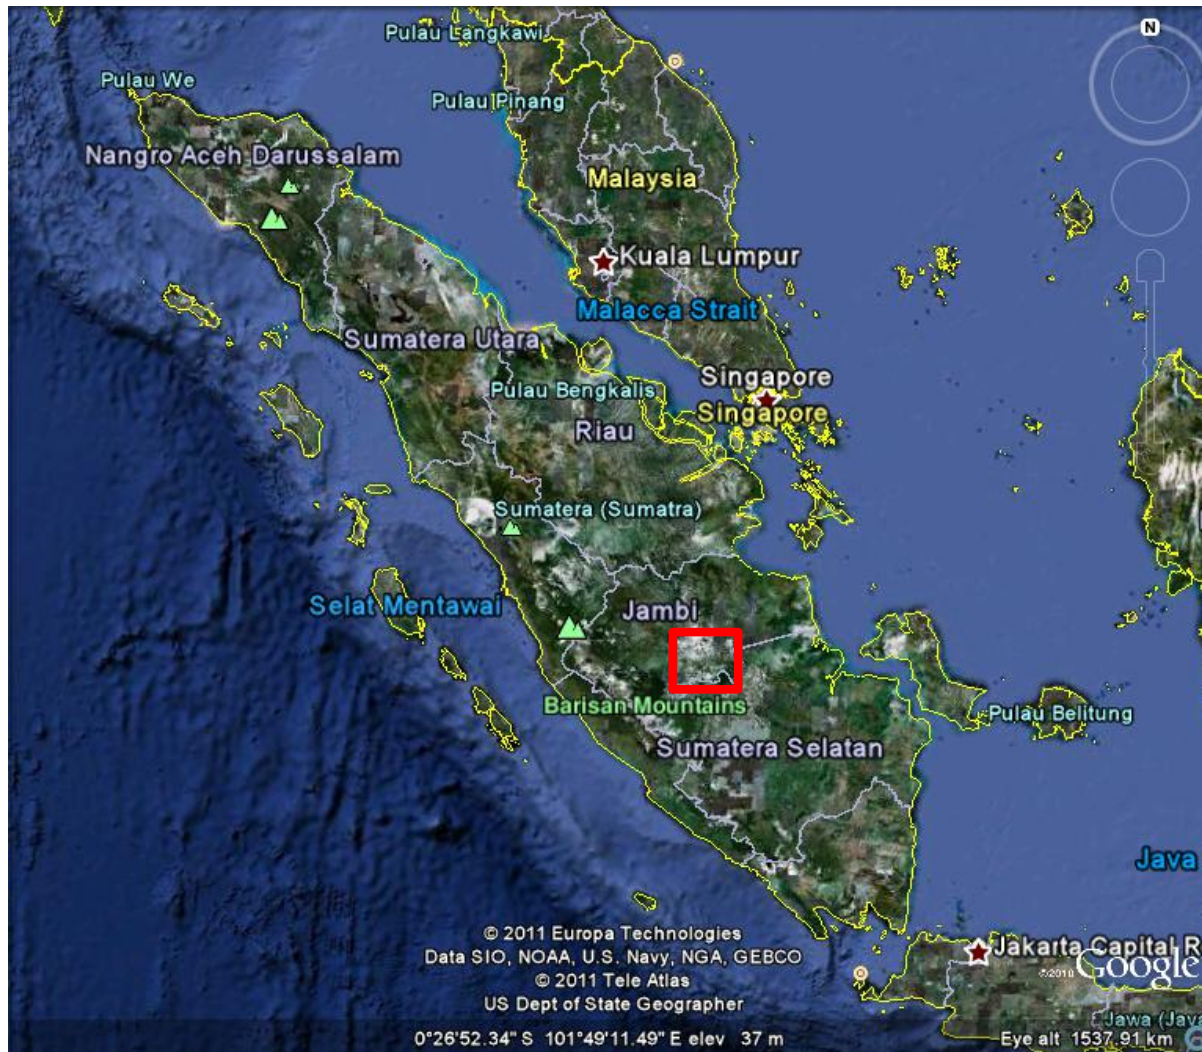 N
Pulau Langkawi
Pulau We
Pulau Pinang
Nangro Aceh Darussalam
Malaysia
Kuala Lumpur
Malacca Strait
Sumatera Utara
Singapore
Pulau Bengkalis
Singapore
Riau
Sumatera (Sumatra)
Selat Mentawai
Jambi
Barisan Mountains
Pulau Belitung
Sumatera Selatan
Java
© 2011 Europa Technologies
Data SIO, NOAA, U.S. Navy, NGA, GEBCO
© 2011 Tele Atlas
US Dept of State Geographer
Jakarta Capital R
©2010 Google
Jawa (Java
0°26'52.34" S 101°49'11.49" E elev 37 m
Eye alt 1537.91 km